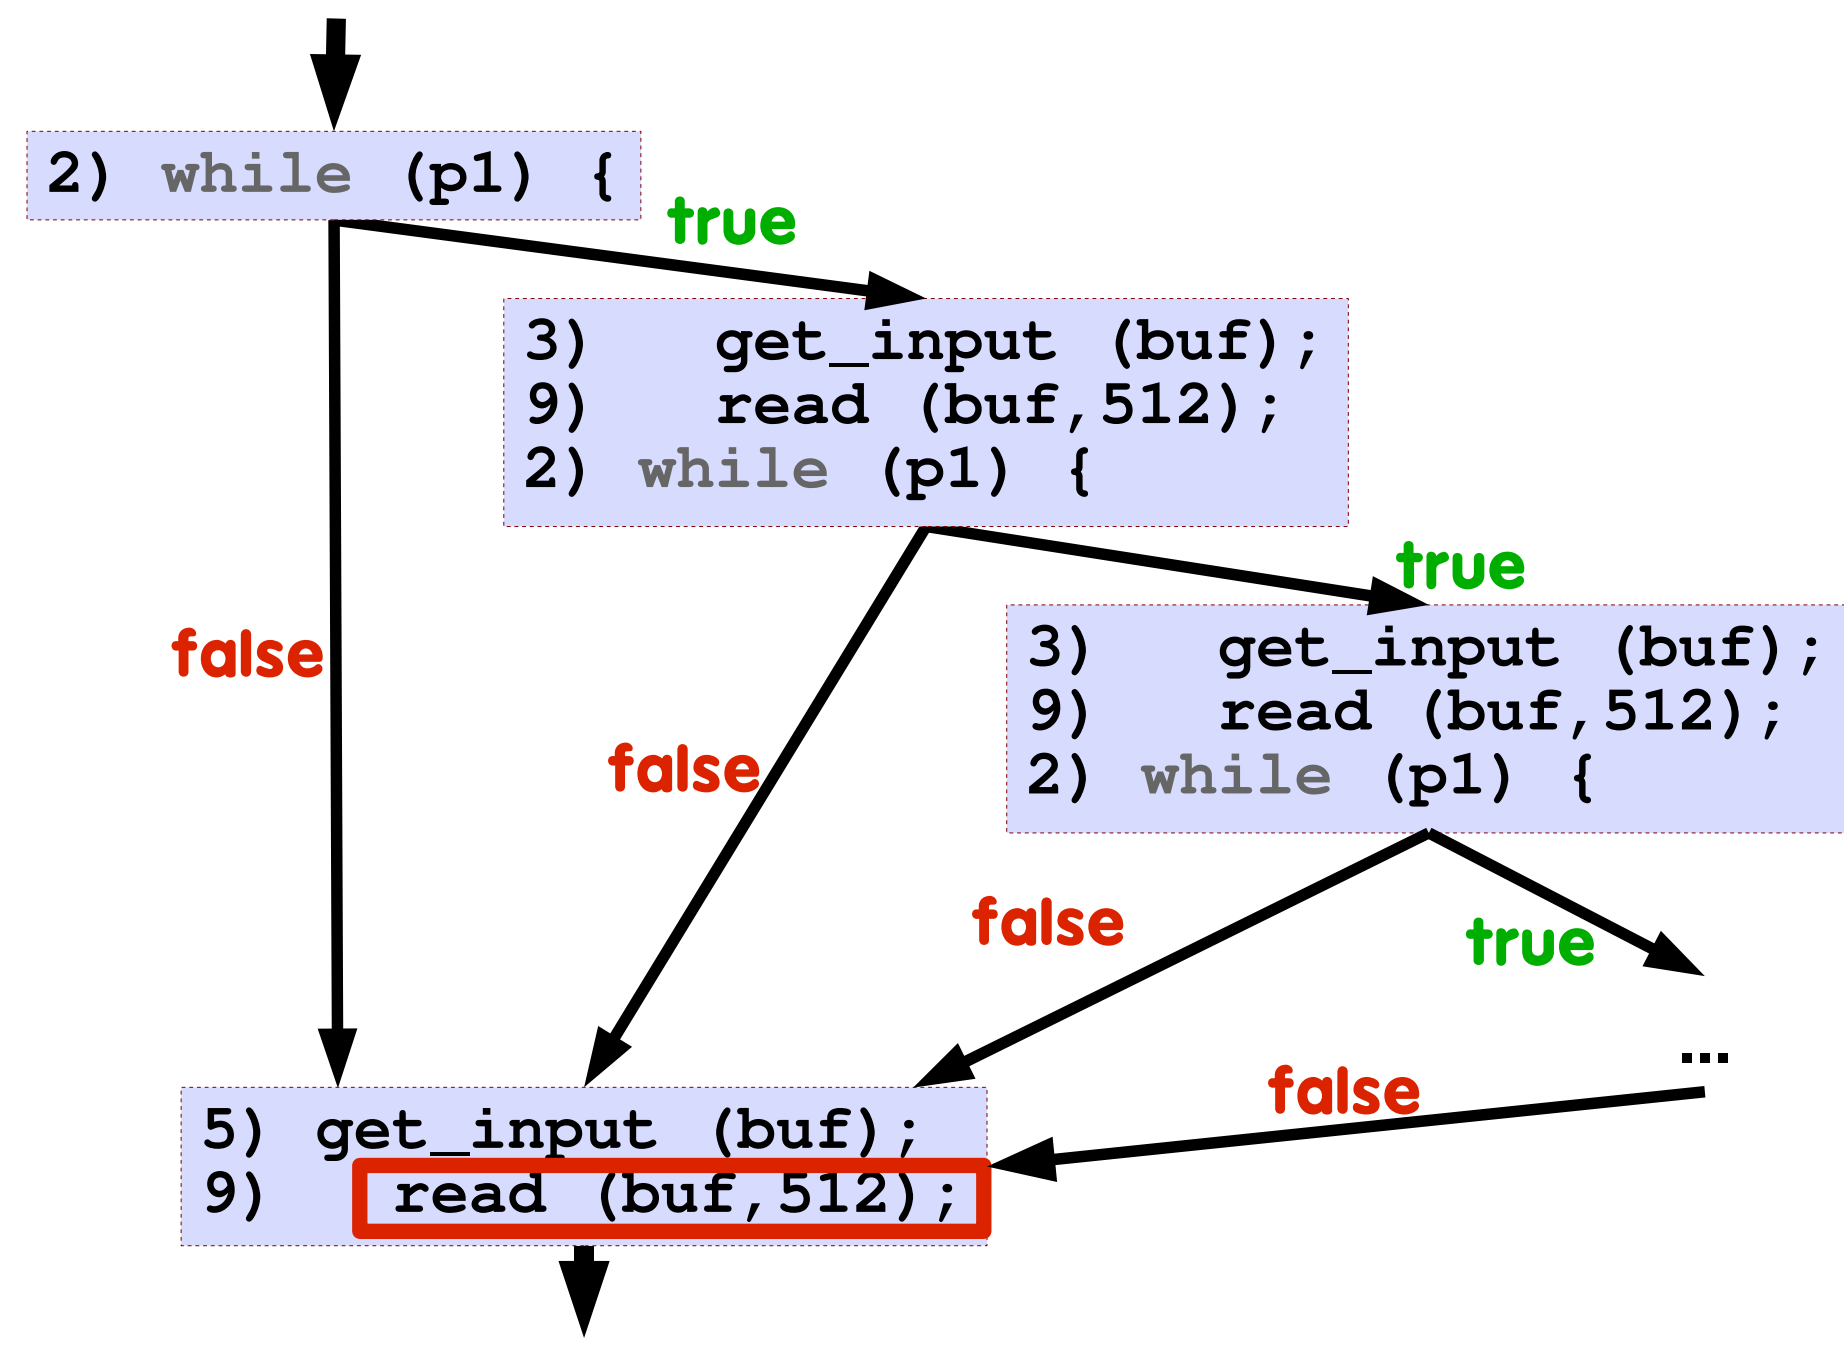 2) while (p1) {
true
3)   get_input (buf);
9)   read (buf,512);
2) while (p1) {
true
false
3)   get_input (buf);
9)   read (buf,512);
2) while (p1) {
false
false
true
...
false
5) get_input (buf);
9)   read (buf,512);